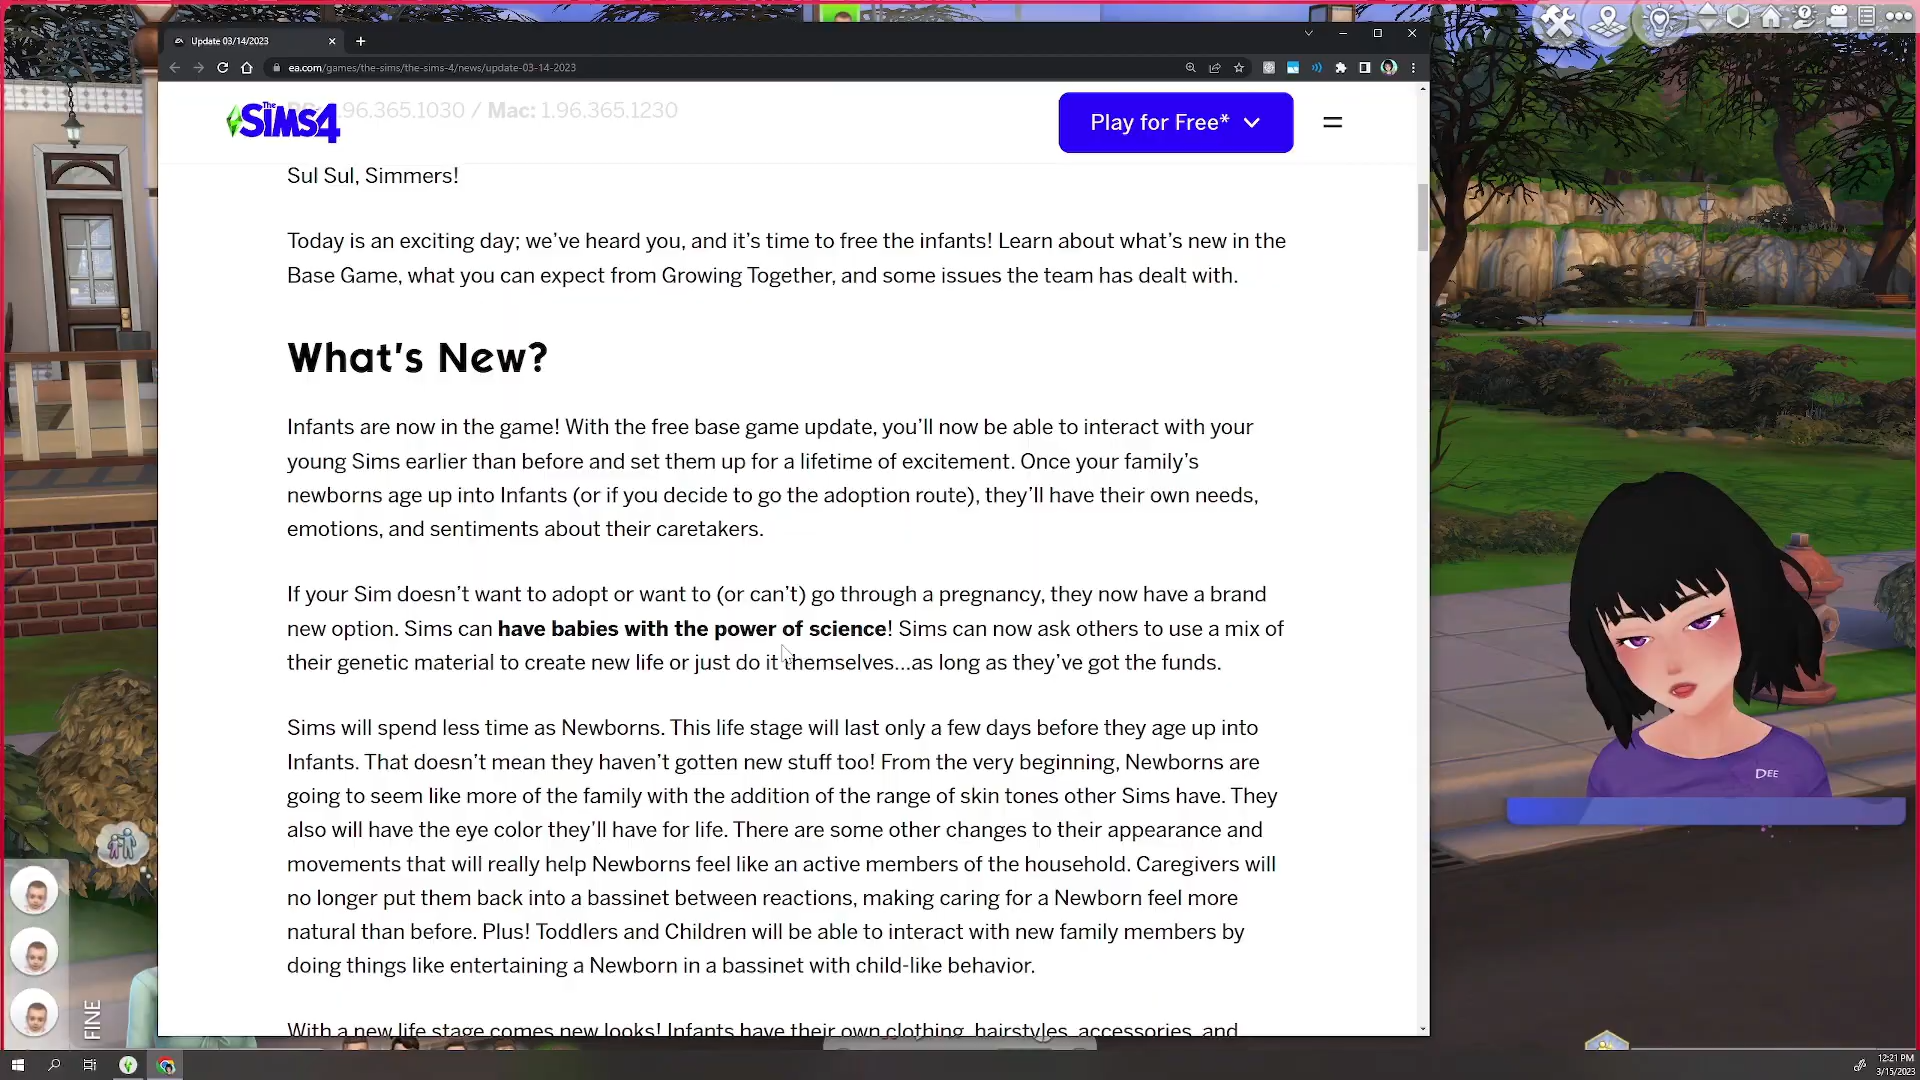 Update 03/14/2023
ea.com/games/the-sims/the-sims-4/news/update-03-14-2023
.96.365.1030 / Mac: 1.96.365.1230
The SiMS4
Play for Free*
Sul Sul, Simmers!
Today is an exciting day; we’ve heard you, and it’s time to free the infants! Learn about what’s new in the
Base Game, what you can expect from Growing Together, and some issues the team has dealt with.
What’s New?
Infants are now in the game! With the free base game update, you’ll now be able to interact with your
young Sims earlier than before and set them up for a lifetime of excitement. Once your family’s
newborns age up into Infants (or if you decide to go the adoption route), they’ll have their own needs,
emotions, and sentiments about their caretakers.
If your Sim doesn’t want to adopt or want to (or can’t) go through a pregnancy, they now have a brand
new option. Sims can have babies with the power of science! Sims can now ask others to use a mix of
their genetic material to create new life or just do it themselves...as long as they’ve got the funds.
Sims will spend less time as Newborns. This life stage will last only a few days before they age up into
Infants. That doesn’t mean they haven’t gotten new stuff too! From the very beginning, Newborns are
going to seem like more of the family with the addition of the range of skin tones other Sims have. They
also will have the eye color they’ll have for life. There are some other changes to their appearance and
movements that will really help Newborns feel like an active members of the household. Caregivers will
no longer put them back into a bassinet between reactions, making caring for a Newborn feel more
natural than before. Plus! Toddlers and Children will be able to interact with new family members by
doing things like entertaining a Newborn in a bassinet with child-like behavior.
With a new life stage comes new looks! Infants have their own clothing, hairstyles, accessories, and
DEE
FINE
12:21 PM
3/15/2023